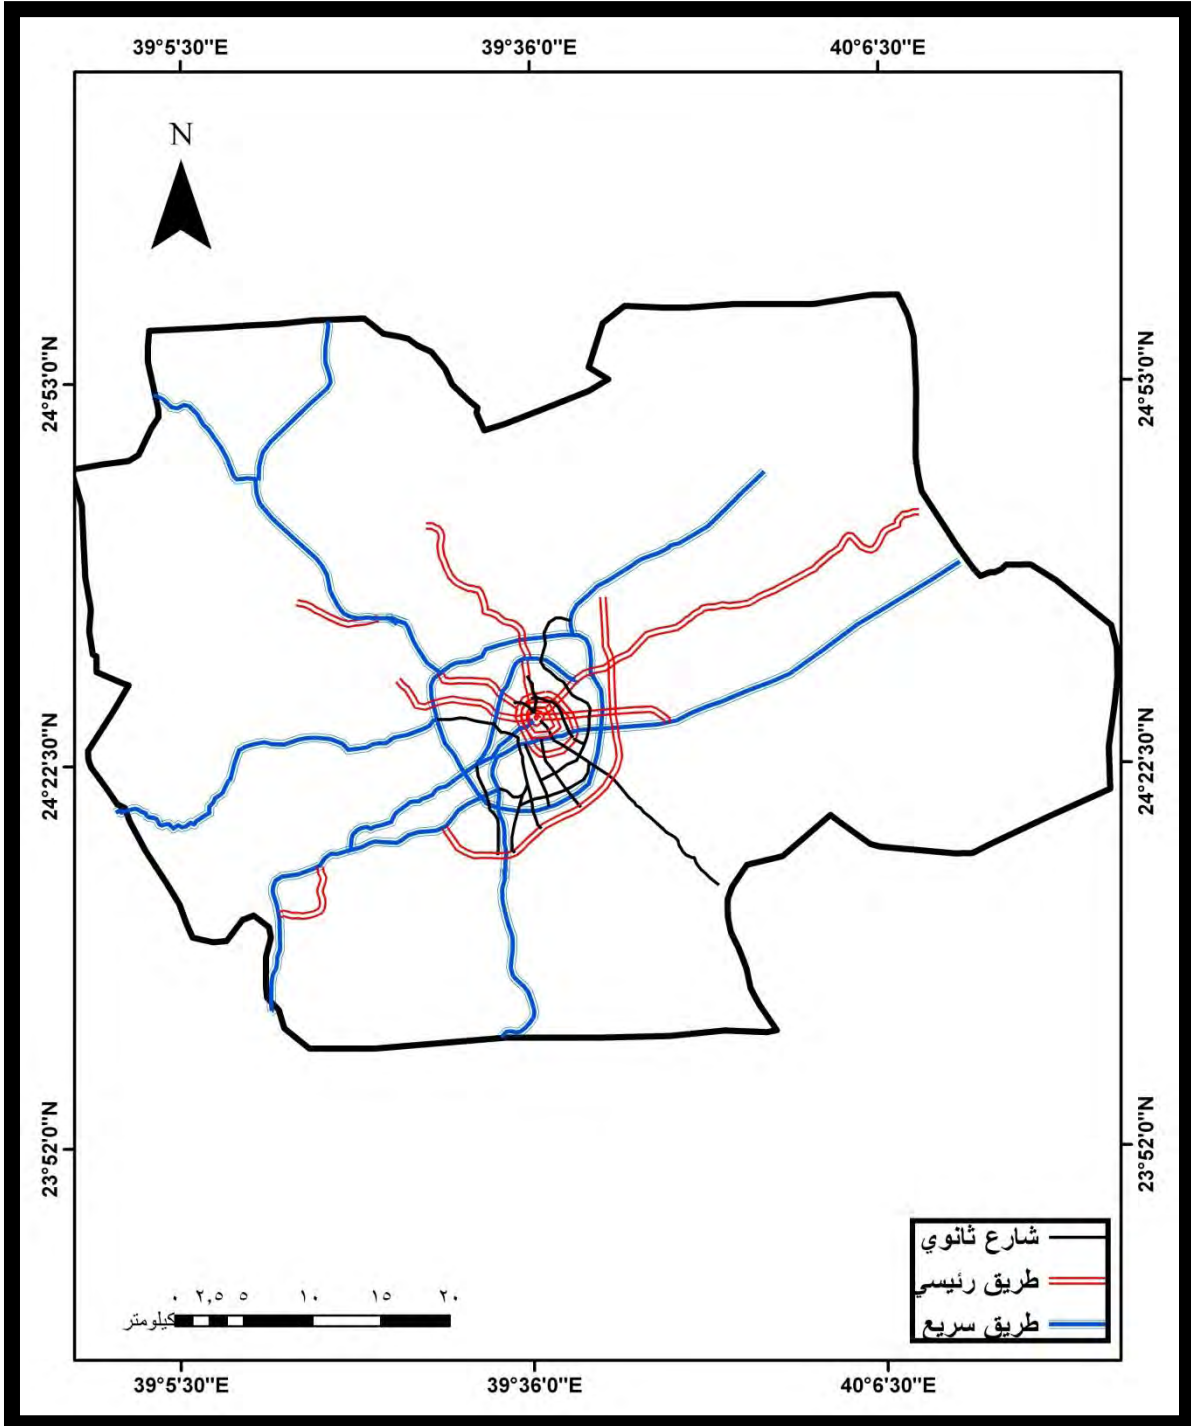 39°5'30"E 39°36'0"E 40°6'30"E
N
24°53'0"N 24°53'0"N
24°22'30"N 24°22'30"N
23°52'0"N 23°52'0"N
شارع ثانوي
طريق رئيسي
طريق سريع
٠ ٢,٥ ٥ ١٠ ١٥ ٢٠
كيلومتر
39°5'30"E 39°36'0"E 40°6'30"E